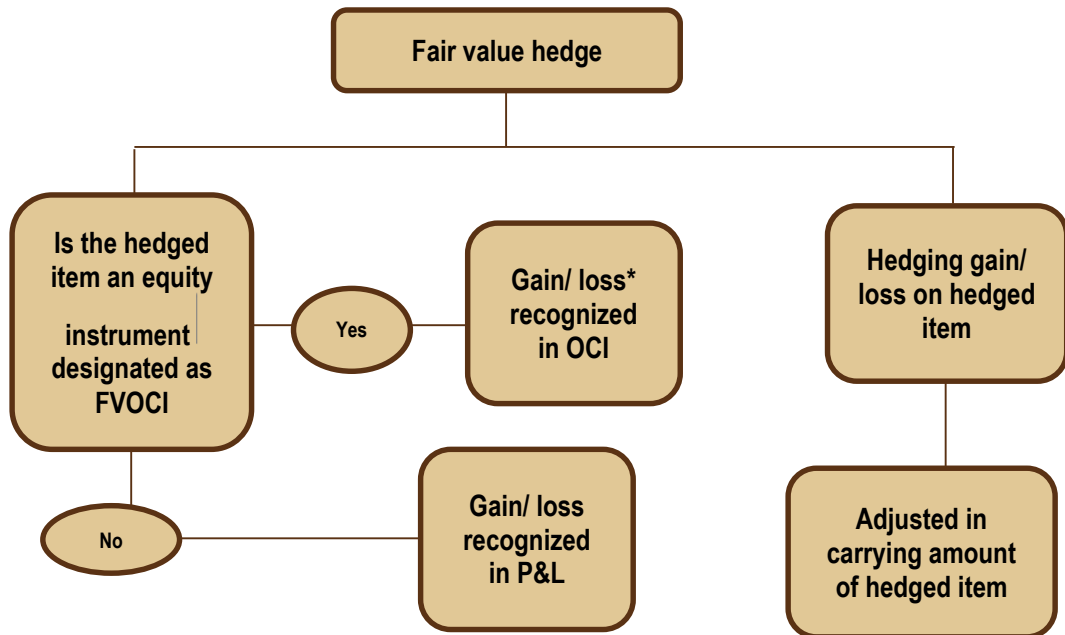 Fair value hedge
Is the hedged
item an equity
instrument
designated as
FVOCI
Yes
Gain/ loss*
recognized
in OCI
Hedging gain/
loss on hedged
item
No
Gain/ loss
recognized
in P&L
Adjusted in
carrying amount
of hedged item